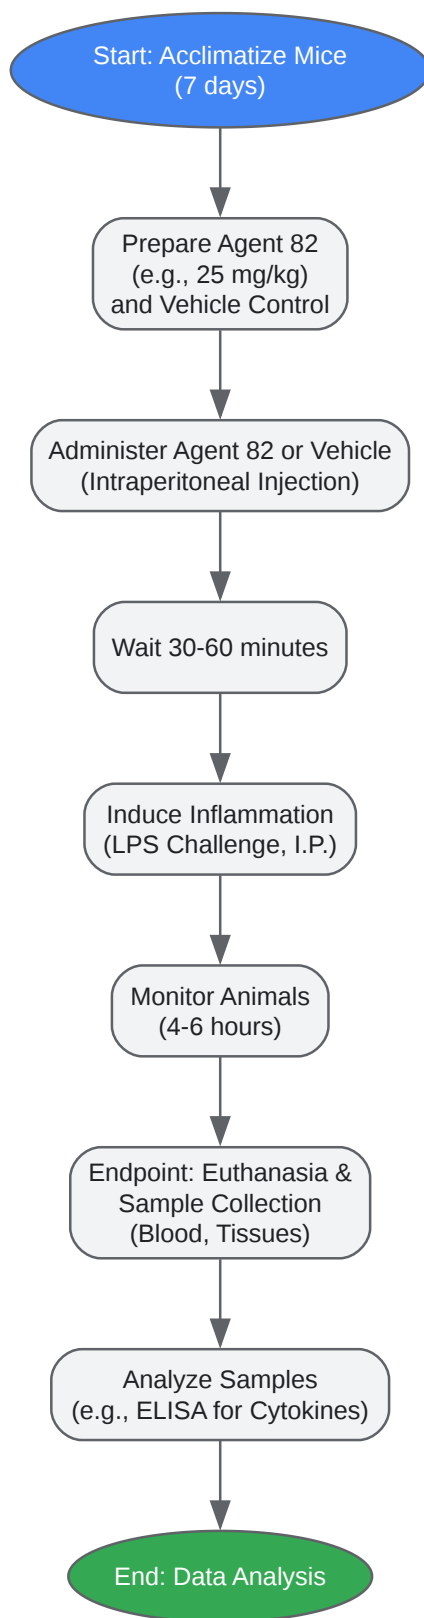 Start: Acclimatize Mice
(7 days)
Prepare Agent 82
(e.g., 25 mg/kg)
and Vehicle Control
Administer Agent 82 or Vehicle
(Intraperitoneal Injection)
Wait 30-60 minutes
Induce Inflammation
(LPS Challenge, I.P.)
Monitor Animals
(4-6 hours)
Endpoint: Euthanasia &
Sample Collection
(Blood, Tissues)
Analyze Samples
(e.g., ELISA for Cytokines)
End: Data Analysis